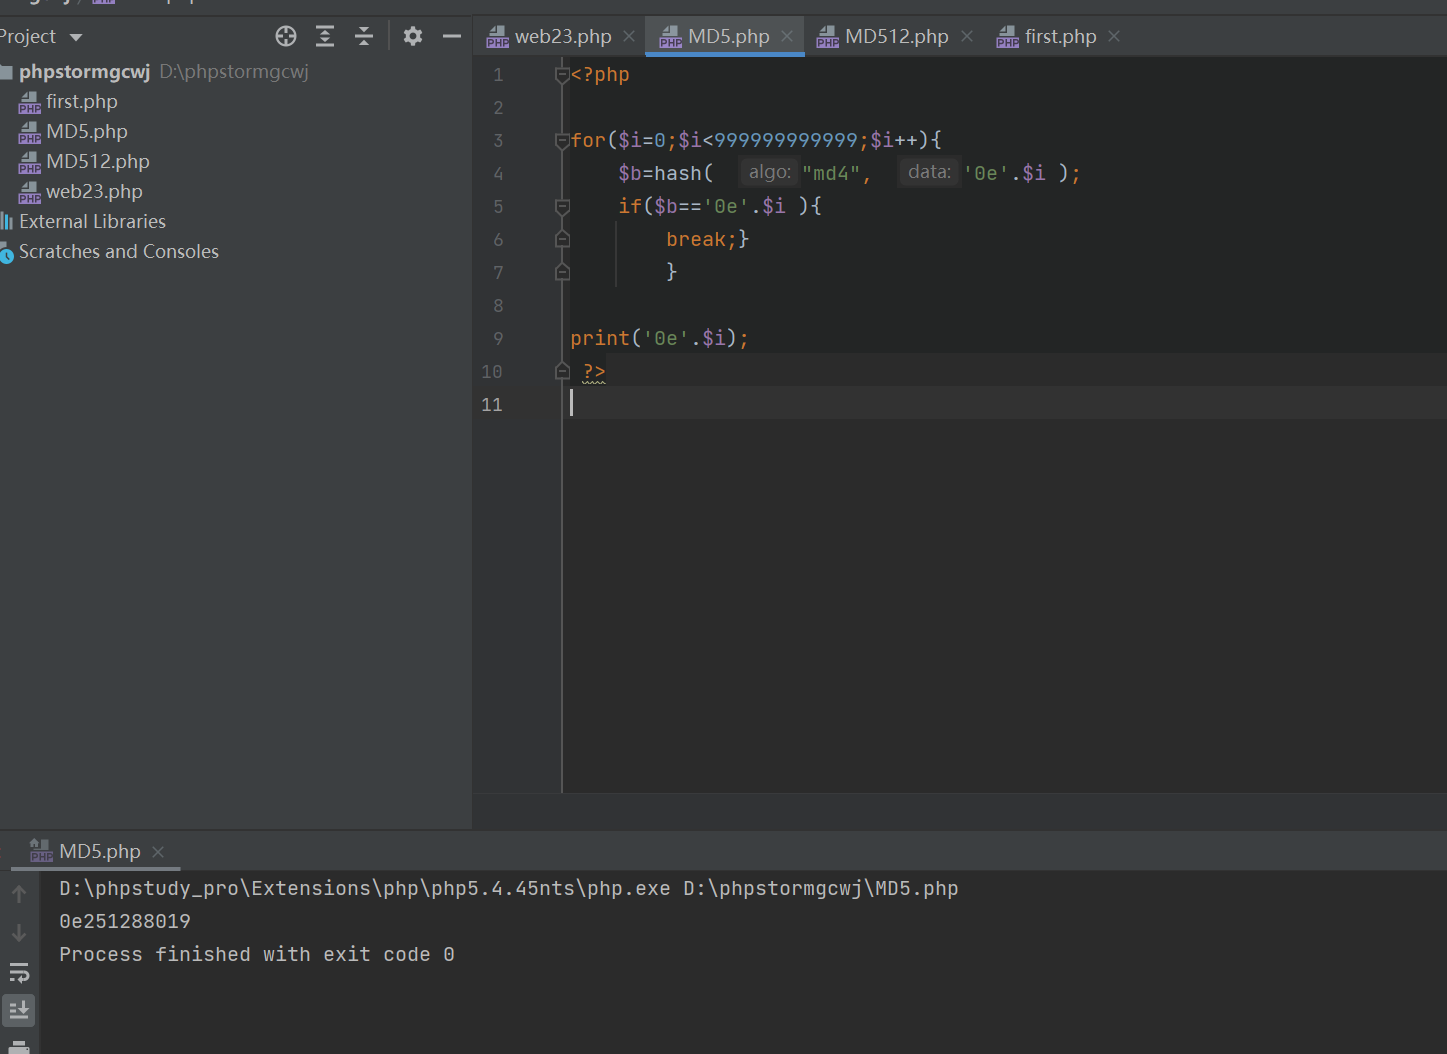 Project
web23.php
MD5.php
MD512.php
first.php
phpstormgcwj D:\phpstormgcwj
first.php
MD5.php
MD512.php
web23.php
External Libraries
Scratches and Consoles
1 <?php
2
3 for($i=0;$i<999999999999;$i++){
4 $b=hash( algo: "md4", data: '0e'.$i );
5 if($b=='0e'.$i ){
6 break;}
7 }
8
9 print('0e'.$i);
10 ?>
11
MD5.php
D:\phpstudy_pro\Extensions\php\php5.4.45nts\php.exe D:\phpstormgcwj\MD5.php
0e251288019
Process finished with exit code 0